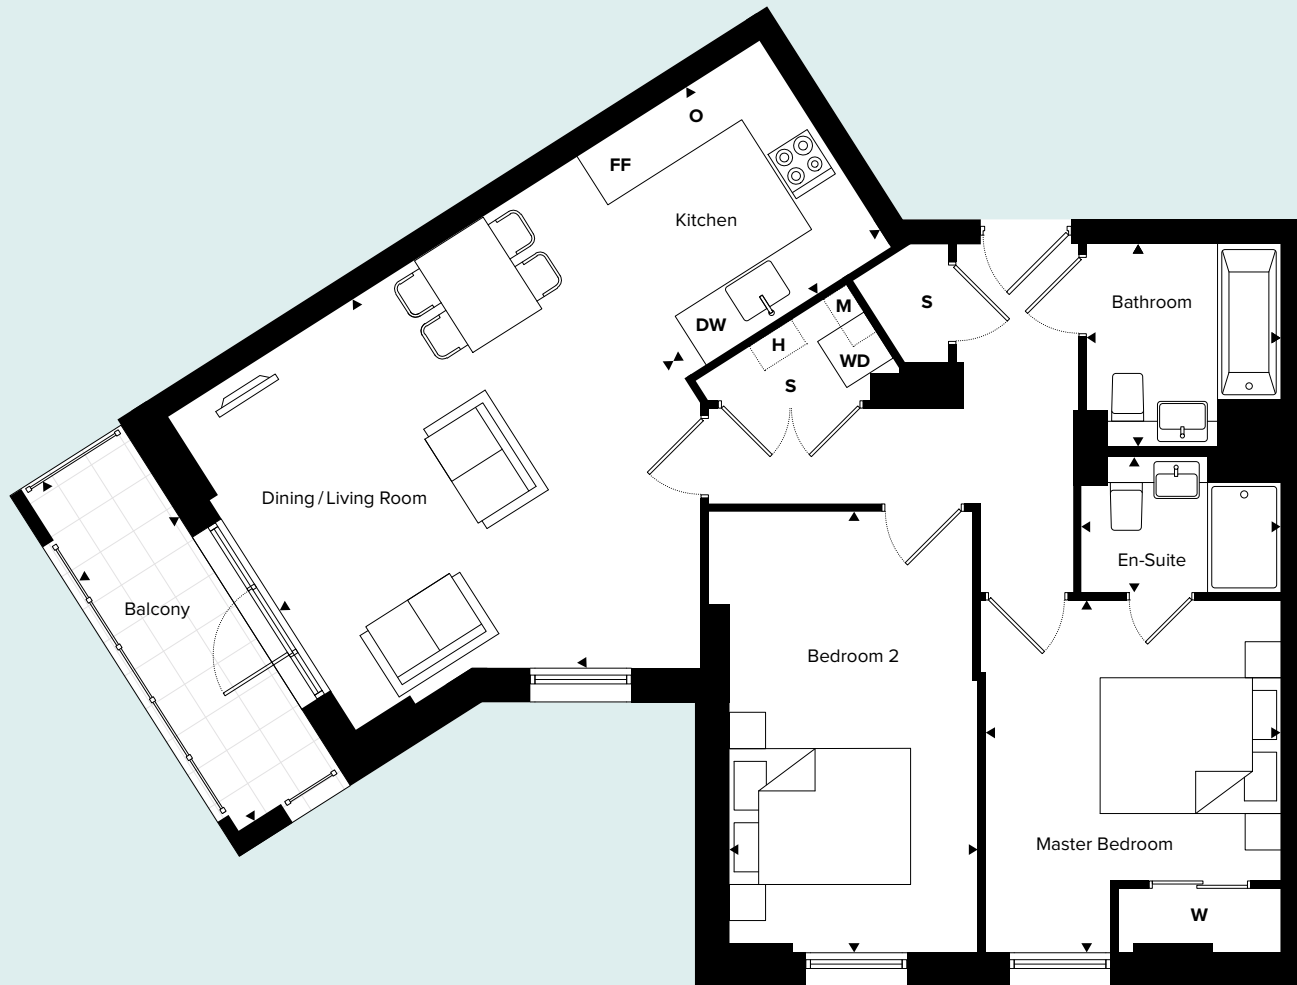 O
FF
Kitchen
S
Bathroom
M
DW
H
WD
S
Dining / Living Room
En-Suite
Balcony
Bedroom 2
Master Bedroom
W